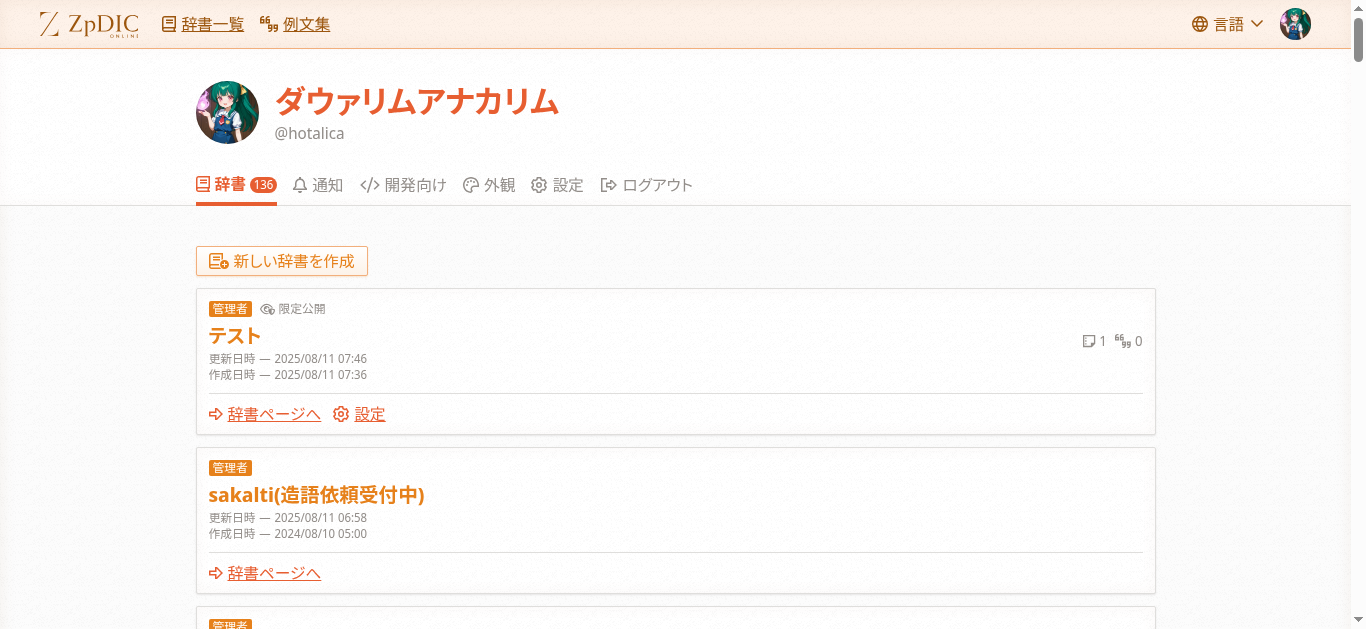 ZpDIC ONLINE 辞書一覧 例文集 言語
ダウァリムアナカリム
@hotalica
辞書 136 通知 開発向け 外観 設定 ログアウト
新しい辞書を作成
管理者 限定公開
テスト
1 0
更新日時 — 2025/08/11 07:46
作成日時 — 2025/08/11 07:36
辞書ページへ 設定
管理者
sakalti(造語依頼受付中)
更新日時 — 2025/08/11 06:58
作成日時 — 2024/08/10 05:00
辞書ページへ
管理者